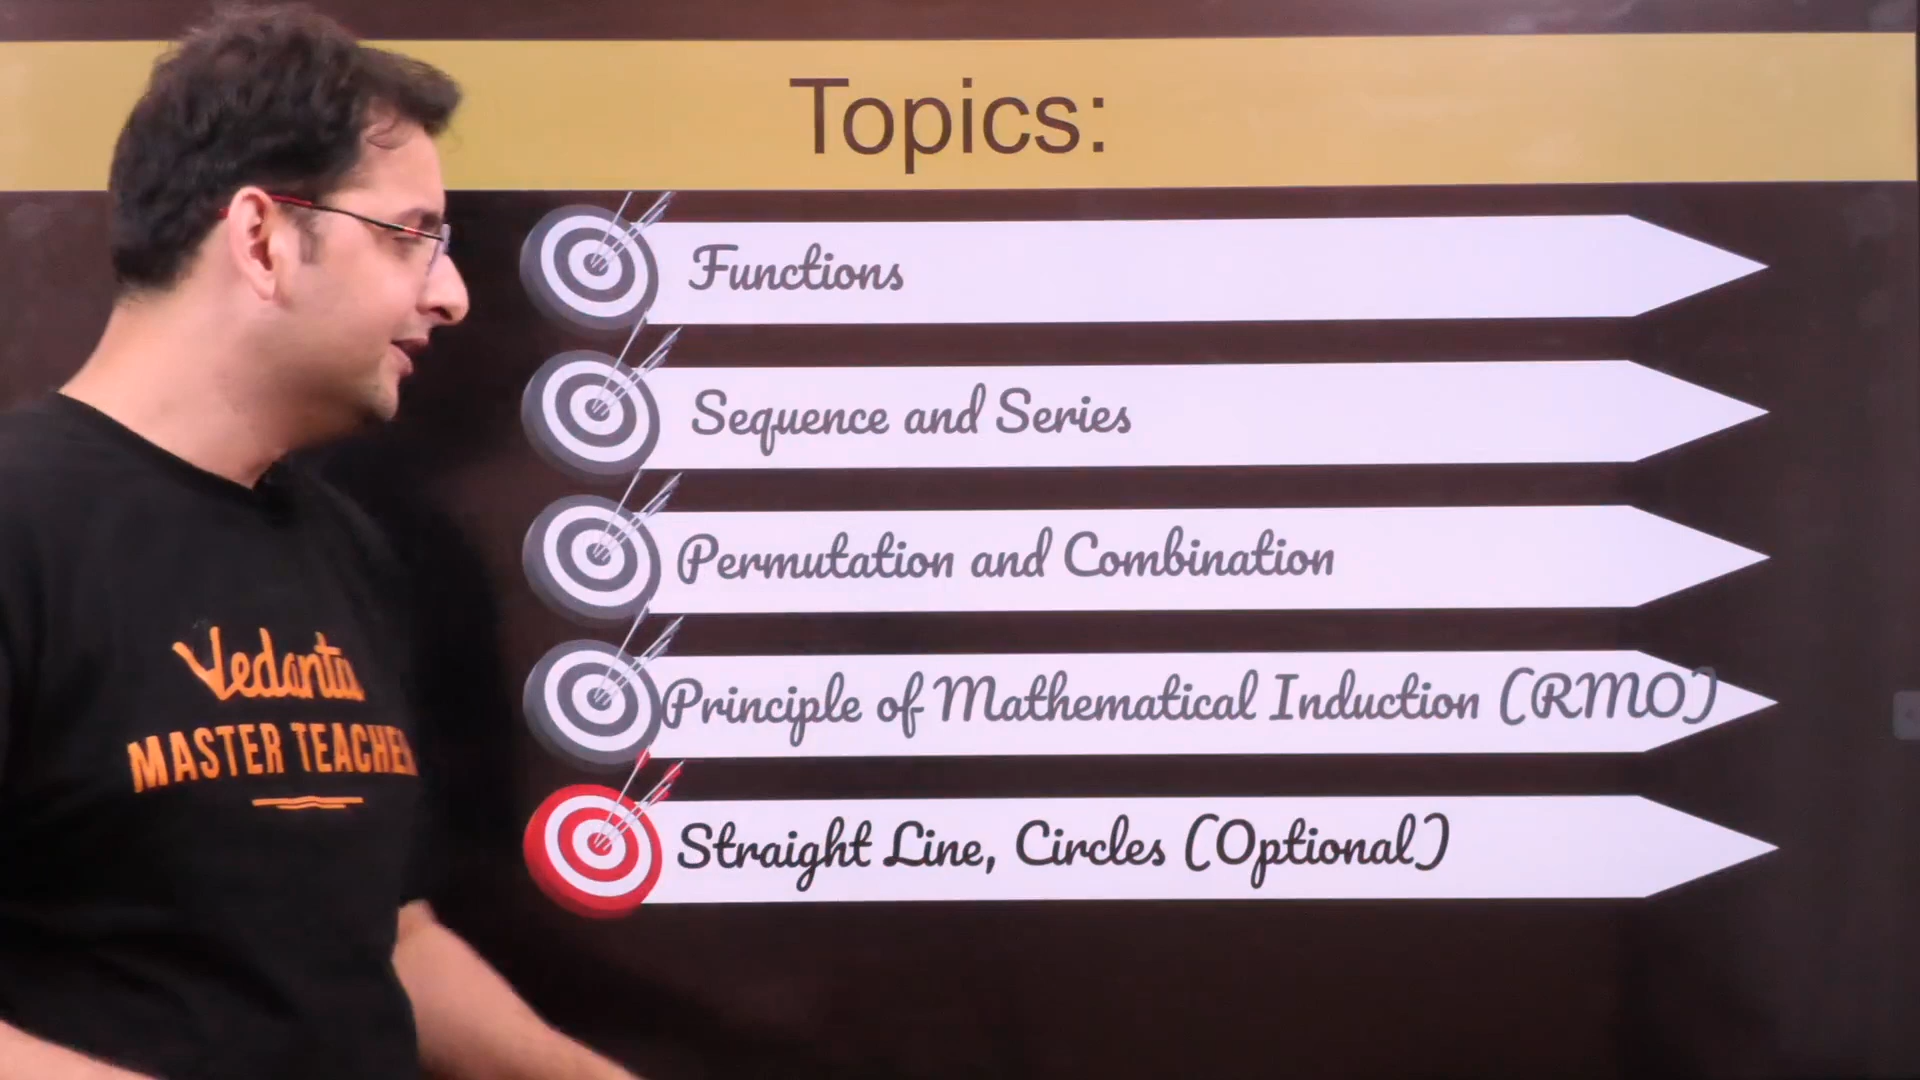 Topics:
Functions
Sequence and Series
Permutation and Combination
Principle of Mathematical Induction (RMO)
Straight Line, Circles (Optional)
Vedantu
MASTER TEACHER